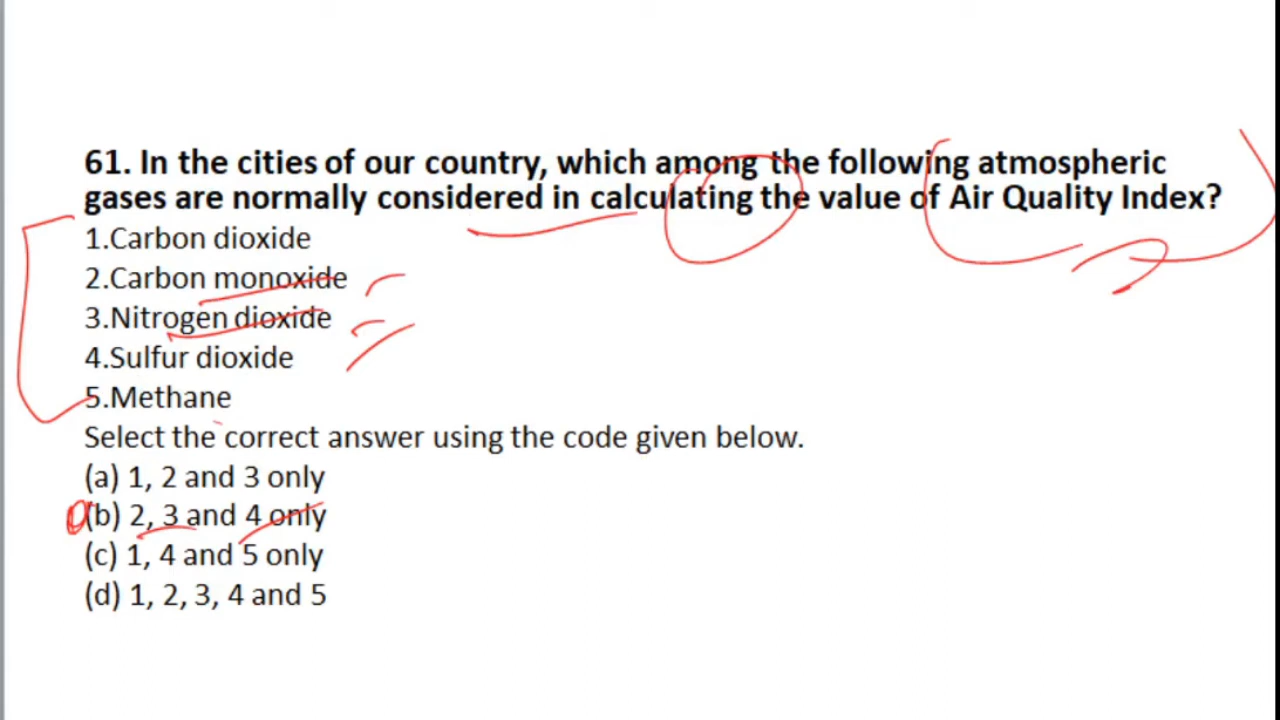 61. In the cities of our country, which among the following atmospheric
gases are normally considered in calculating the value of Air Quality Index?
1.Carbon dioxide
2.Carbon monoxide
3.Nitrogen dioxide
4.Sulfur dioxide
5.Methane
Select the correct answer using the code given below.
(a) 1, 2 and 3 only
(b) 2, 3 and 4 only
(c) 1, 4 and 5 only
(d) 1, 2, 3, 4 and 5